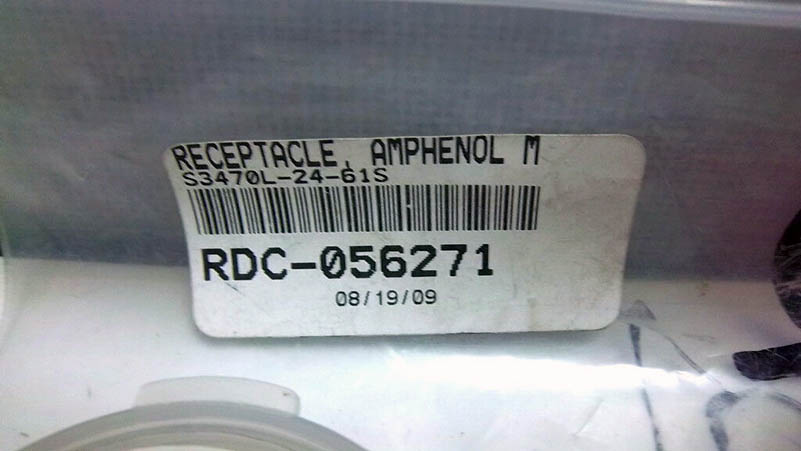 RECEPTACLE, AMPHENOL M
S3470L-24-61S
RDC-056271
08/19/09